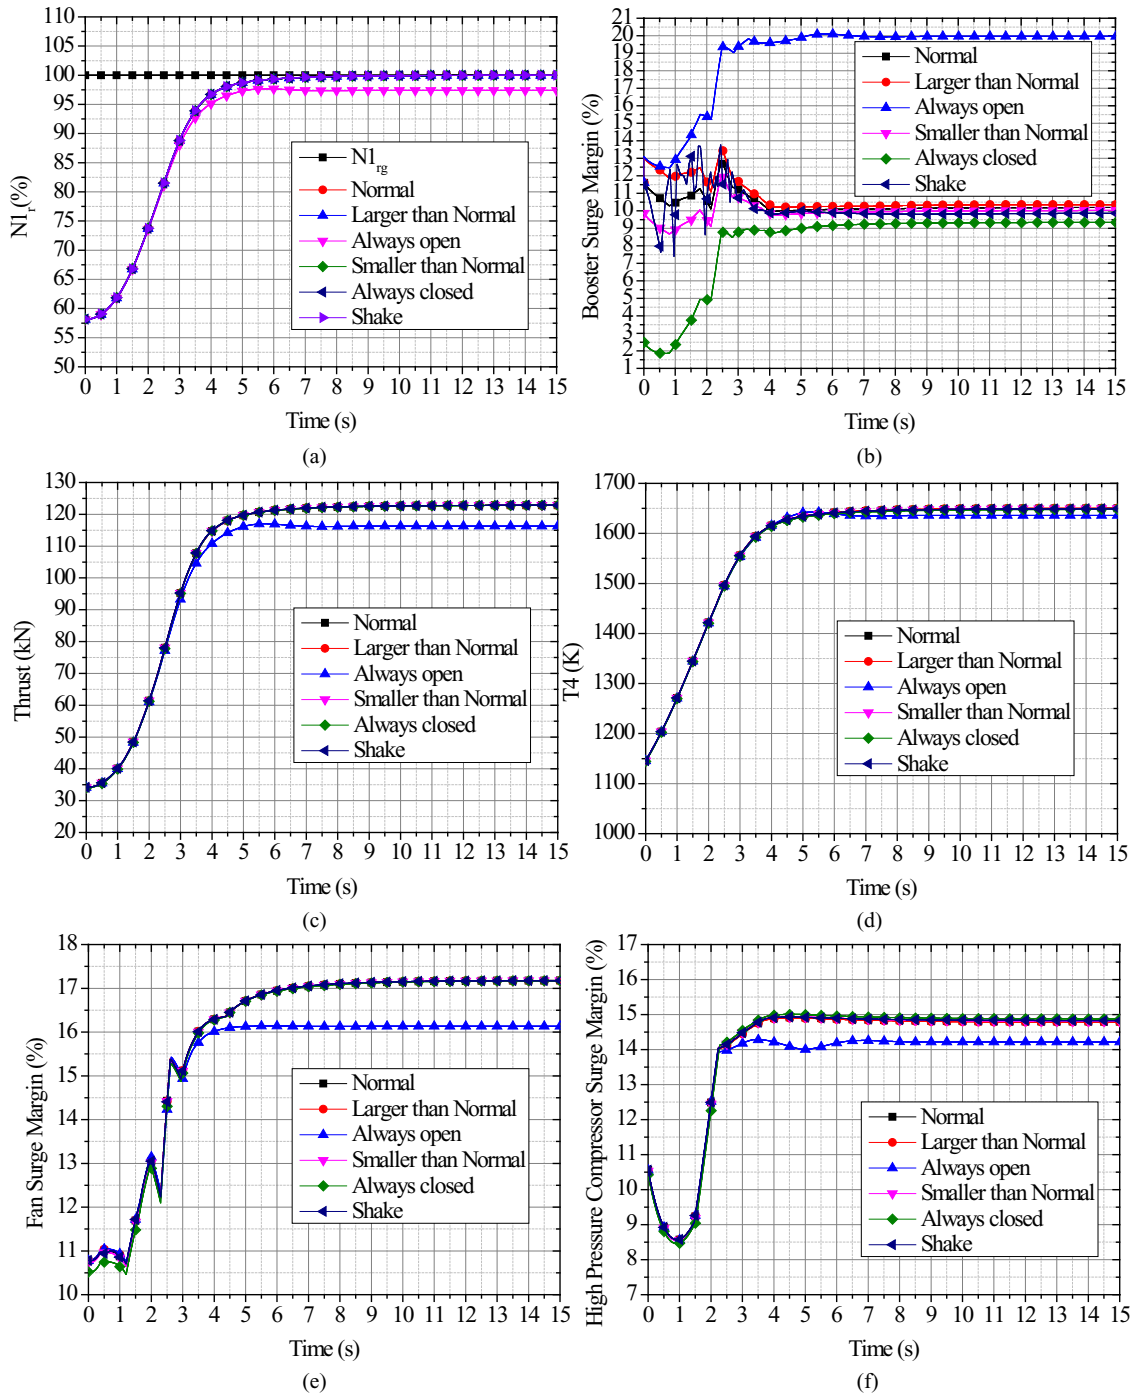 110
105
100
95
90
85
80
75
70
65
60
55
50
N1r(%)
N1rg
Normal
Larger than Normal
Always open
Smaller than Normal
Always closed
Shake
0 1 2 3 4 5 6 7 8 9 10 11 12 13 14 15
Time (s)
(a)
21
20
19
18
17
16
15
14
13
12
11
10
9
8
7
6
5
4
3
2
1
Booster Surge Margin (%)
Normal
Larger than Normal
Always open
Smaller than Normal
Always closed
Shake
0 1 2 3 4 5 6 7 8 9 10 11 12 13 14 15
Time (s)
(b)
130
120
110
100
90
80
70
60
50
40
30
20
Thrust (kN)
Normal
Larger than Normal
Always open
Smaller than Normal
Always closed
Shake
0 1 2 3 4 5 6 7 8 9 10 11 12 13 14 15
Time (s)
(c)
1700
1600
1500
1400
1300
1200
1100
1000
T4 (K)
Normal
Larger than Normal
Always open
Smaller than Normal
Always closed
Shake
0 1 2 3 4 5 6 7 8 9 10 11 12 13 14 15
Time (s)
(d)
18
17
16
15
14
13
12
11
10
Fan Surge Margin (%)
Normal
Larger than Normal
Always open
Smaller than Normal
Always closed
Shake
0 1 2 3 4 5 6 7 8 9 10 11 12 13 14 15
Time (s)
(e)
17
16
15
14
13
12
11
10
9
8
7
High Pressure Compressor Surge Margin (%)
Normal
Larger than Normal
Always open
Smaller than Normal
Always closed
Shake
0 1 2 3 4 5 6 7 8 9 10 11 12 13 14 15
Time (s)
(f)